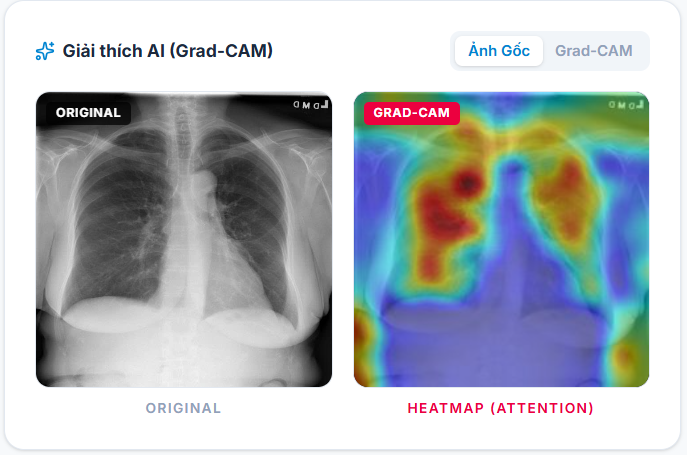 Giải thích AI (Grad-CAM)
Ảnh Gốc
Grad-CAM
ORIGINAL
GRAD-CAM
ORIGINAL
HEATMAP (ATTENTION)